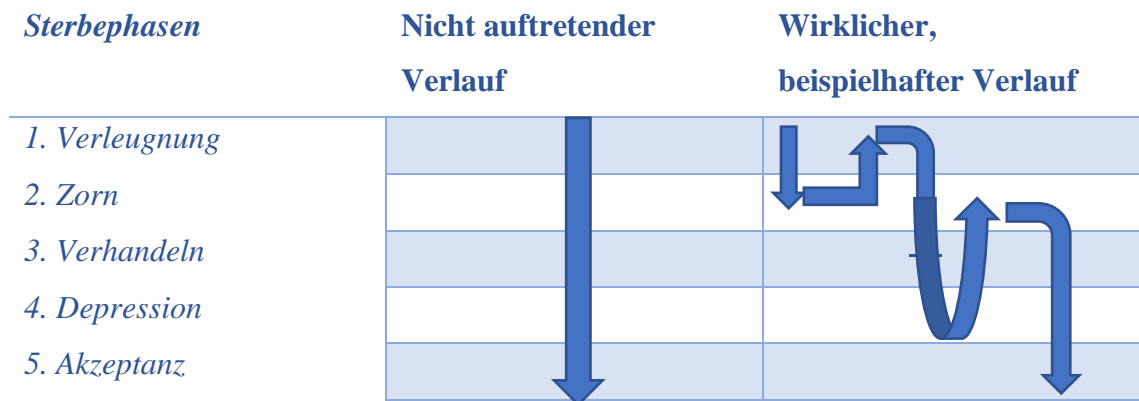 Sterbephasen
Nicht auftretender
Verlauf
Wirklicher,
beispielhafter Verlauf
1. Verleugnung
2. Zorn
3. Verhandeln
4. Depression
5. Akzeptanz